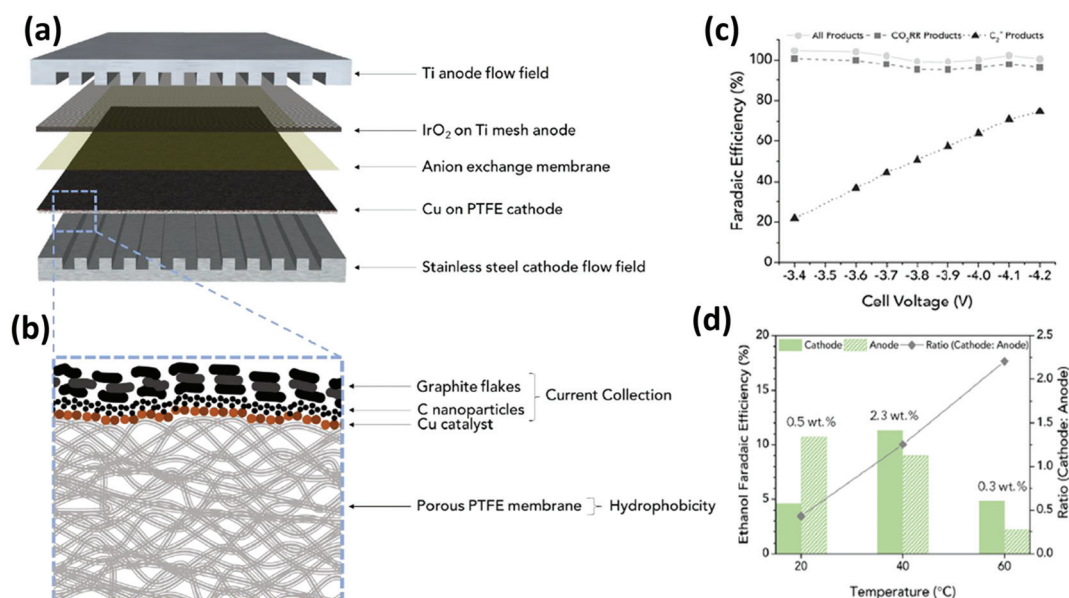 (a)
Ti anode flow field
IrO₂ on Ti mesh anode
Anion exchange membrane
Cu on PTFE cathode
Stainless steel cathode flow field
(b)
Graphite flakes
C nanoparticles
Current Collection
Cu catalyst
Porous PTFE membrane
Hydrophobicity
(c)
All Products CO₂RR Products C₂⁺ Products
Faradaic Efficiency (%)
100
80
60
40
20
0
-3.4 -3.5 -3.6 -3.7 -3.8 -3.9 -4.0 -4.1 -4.2
Cell Voltage (V)
(d)
Cathode Anode Ratio (Cathode: Anode)
Ethanol Faradaic Efficiency (%)
20
15
10
5
0
0.5 wt.%
2.3 wt.%
0.3 wt.%
2.5
2.0
1.5
1.0
0.5
0.0
Ratio (Cathode: Anode)
20 40 60
Temperature (°C)